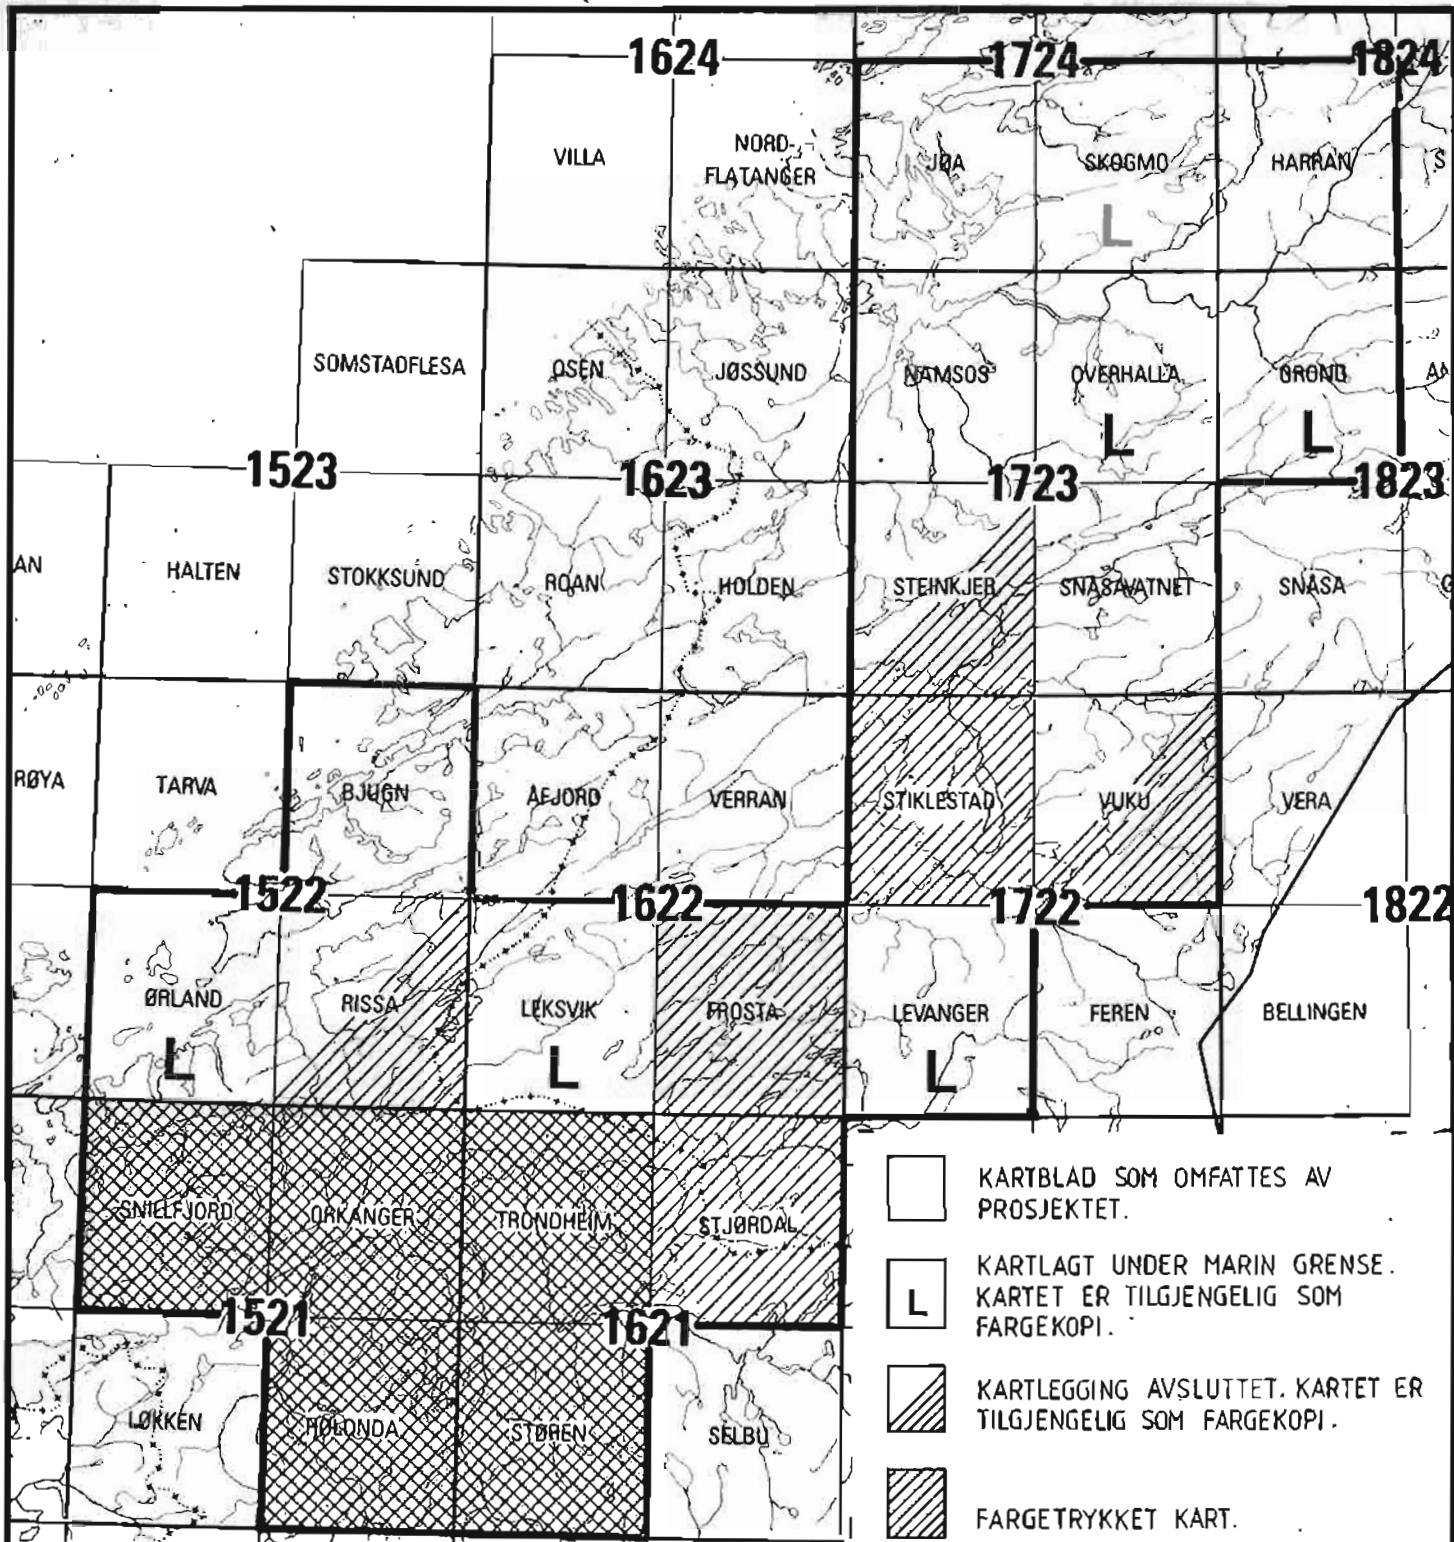 1624
1724
1824
VILLA
NORD-
FLATANGER
JØA
SKOGMO
HARRAN
S
L
SOMSTADFLESA
OSEN
JØSSUND
NAMSOS
OVERHALLA
GRONG
L
L
1523
1623
1723
1823
AN
HALTEN
STOKKSUND
ROAN
HOLDEN
STEINKJER
SNÅSAVATNET
SNÅSA
RØYA
TARVA
BJUGN
ÅFJORD
VERRAN
STIKLESTAD
VUKU
VERA
1522
1622
1722
1822
ØRLAND
RISSA
LEKSVIK
FROSTA
LEVANGER
FEREN
BELLINGEN
L
L
L
SNILLFJORD
ORKANGER
TRONDHEIM
STJØRDAL
1521
1621
LØKKEN
HØLONDA
STØREN
SELBU
KARTBLAD SOM OMFATTES AV
PROSJEKTET.
L
KARTLAGT UNDER MARIN GRENSE.
KARTET ER TILGJENGELIG SOM
FARGEKOPI.
KARTLEGGING AVSLUTTET. KARTET ER
TILGJENGELIG SOM FARGEKOPI.
FARGETRYKKET KART.